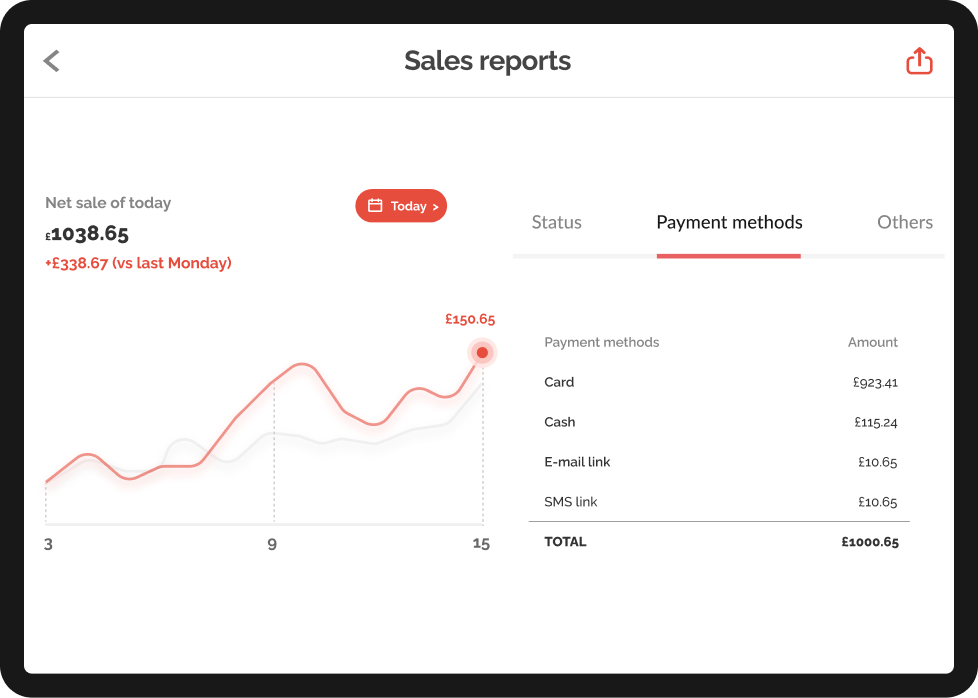 Sales reports
Net sale of today
£1038.65
+£338.67 (vs last Monday)
Today >
£150.65
3 9 15
Status Payment methods Others
Payment methods Amount
Card £923.41
Cash £115.24
E-mail link £10.65
SMS link £10.65
TOTAL £1000.65